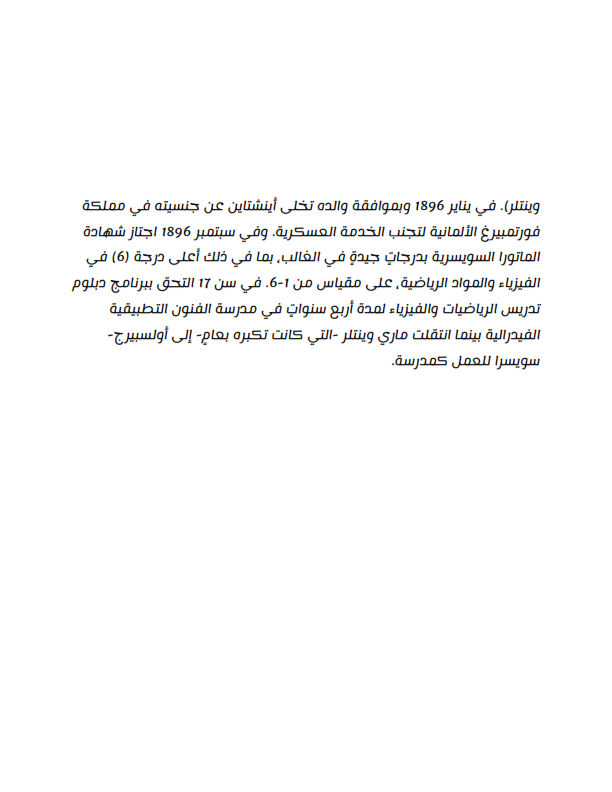 وينتلر). في يناير 1896 وبموافقة والده تخلى أينشتاين عن جنسيته في مملكة
فورتمبيرغ الألمانية لتجنب الخدمة العسكرية. وفي سبتمبر 1896 اجتاز شهادة
الماتورا السويسرية بدرجاتٍ جيدةٍ في الغالب، بما في ذلك أعلى درجة (6) في
الفيزياء والمواد الرياضية، على مقياس من 1-6. في سن 17 التحق ببرنامج دبلوم
تدريس الرياضيات والفيزياء لمدة أربع سنواتٍ في مدرسة الفنون التطبيقية
الفيدرالية بينما انتقلت ماري وينتلر -التي كانت تكبره بعامٍ- إلى أولسبيرج-
سويسرا للعمل كمدرسة.